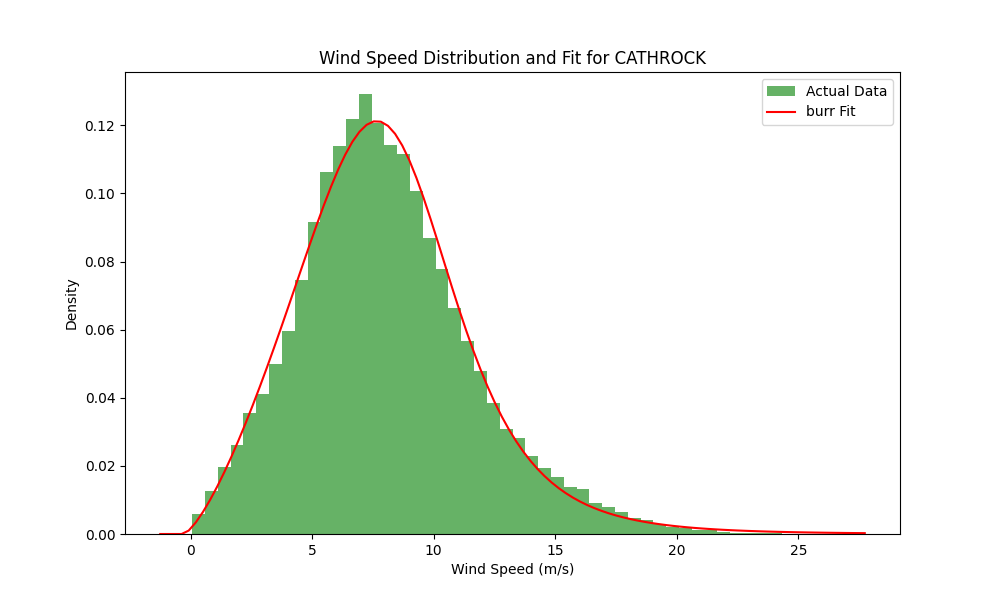 Wind Speed Distribution and Fit for CATHROCK
Actual Data
burr Fit
0.12
0.10
0.08
0.06
0.04
0.02
0.00
Density
0
5
10
15
20
25
Wind Speed (m/s)